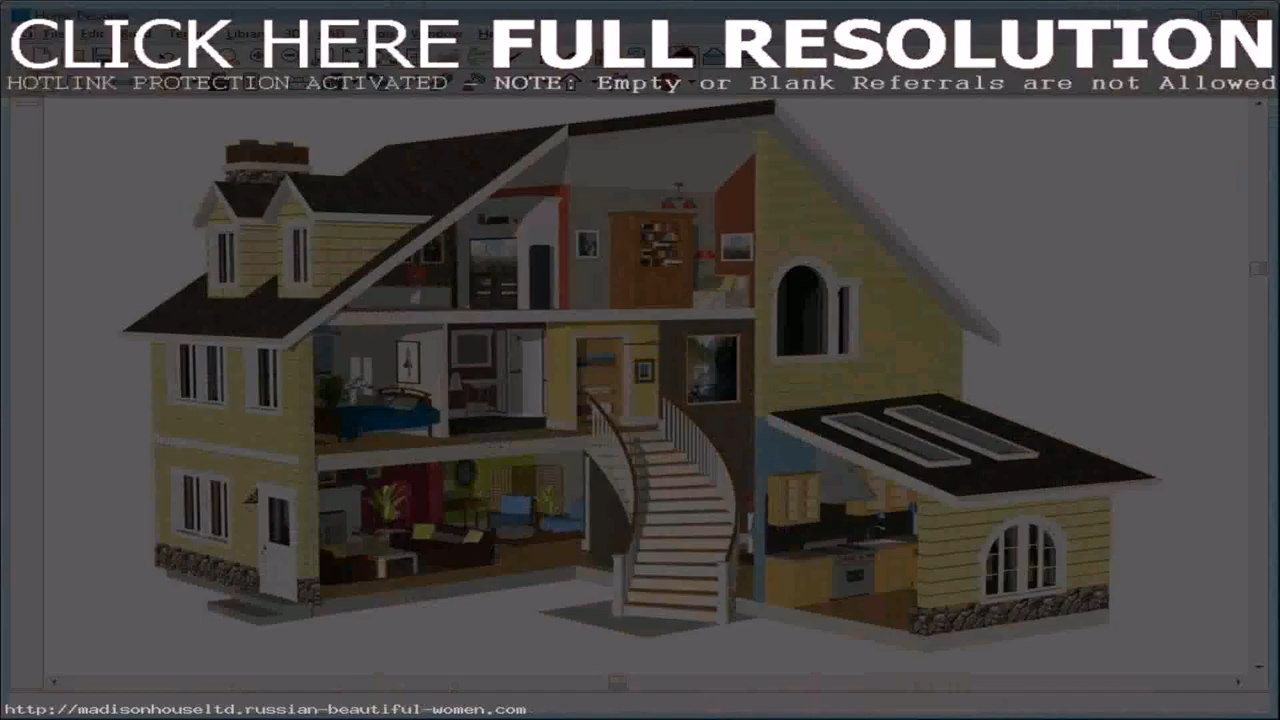 CLICK HERE FULL RESOLUTION
HOTLINK PROTECTION ACTIVATED NOTE: Empty or Blank Referrals are not Allowed
http://madisonhouseltd.russian-beautiful-women.com